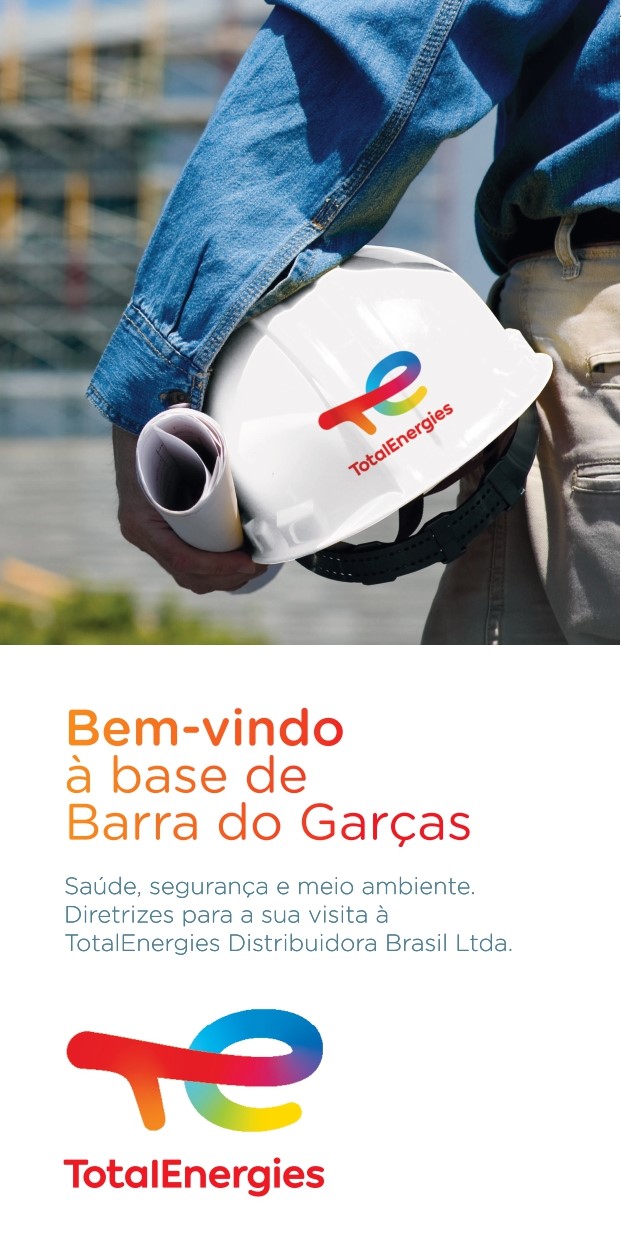 TotalEnergies
Bem-vindo
à base de
Barra do Garças
Saúde, segurança e meio ambiente.
Diretrizes para a sua visita à
TotalEnergies Distribuidora Brasil Ltda.
TotalEnergies